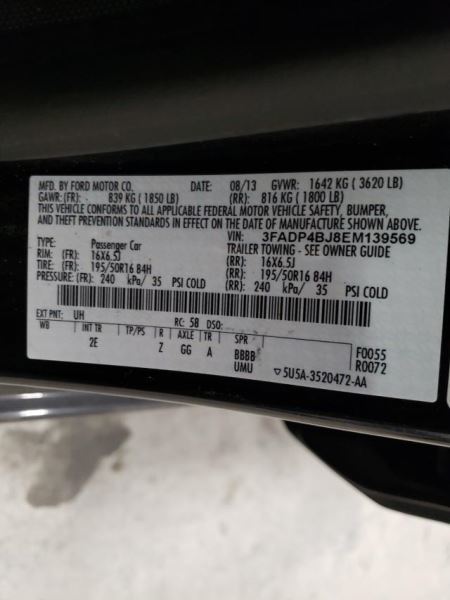 MFD. BY FORD MOTOR CO. DATE: 08/13 GVWR: 1642 KG ( 3620 LB)
GAWR:(FR): 839 KG ( 1850 LB) (RR): 816 KG ( 1800 LB)
THIS VEHICLE CONFORMS TO ALL APPLICABLE FEDERAL MOTOR VEHICLE SAFETY, BUMPER,
AND THEFT PREVENTION STANDARDS IN EFFECT ON THE DATE OF MANUFACTURE SHOWN ABOVE.
VIN: 3FADP4BJ8EM139569
TYPE: Passenger Car TRAILER TOWING - SEE OWNER GUIDE
RIM: (FR): 16X6.5J (RR): 16X6.5J
TIRE: (FR): 195/50R16 84H (RR): 195/50R16 84H
PRESSURE:(FR): 240 kPa/ 35 PSI COLD (RR): 240 kPa/ 35 PSI COLD
EXT PNT: UH RC: 58 DSO:
WB INT TR TP/PS R AXLE TR SPR
2E Z GG A BBBB F0055
UMU R0072
▽5U5A-3520472-AA